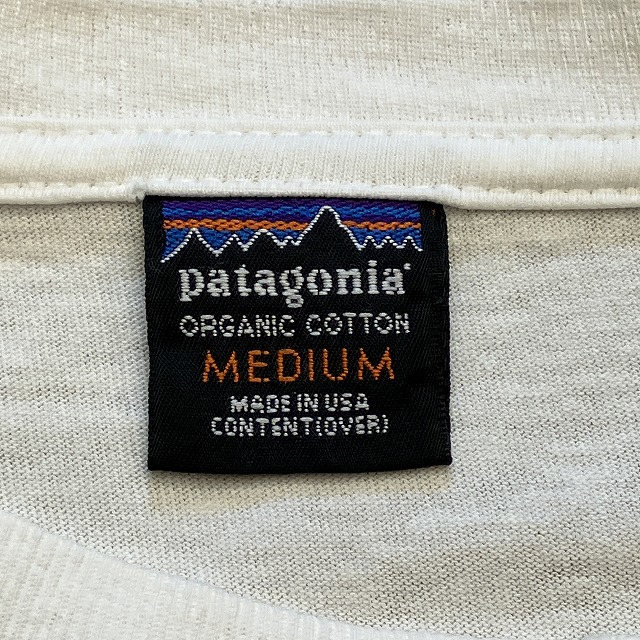 patagonia
ORGANIC COTTON
MEDIUM
MADE IN USA
CONTENT(OVER)